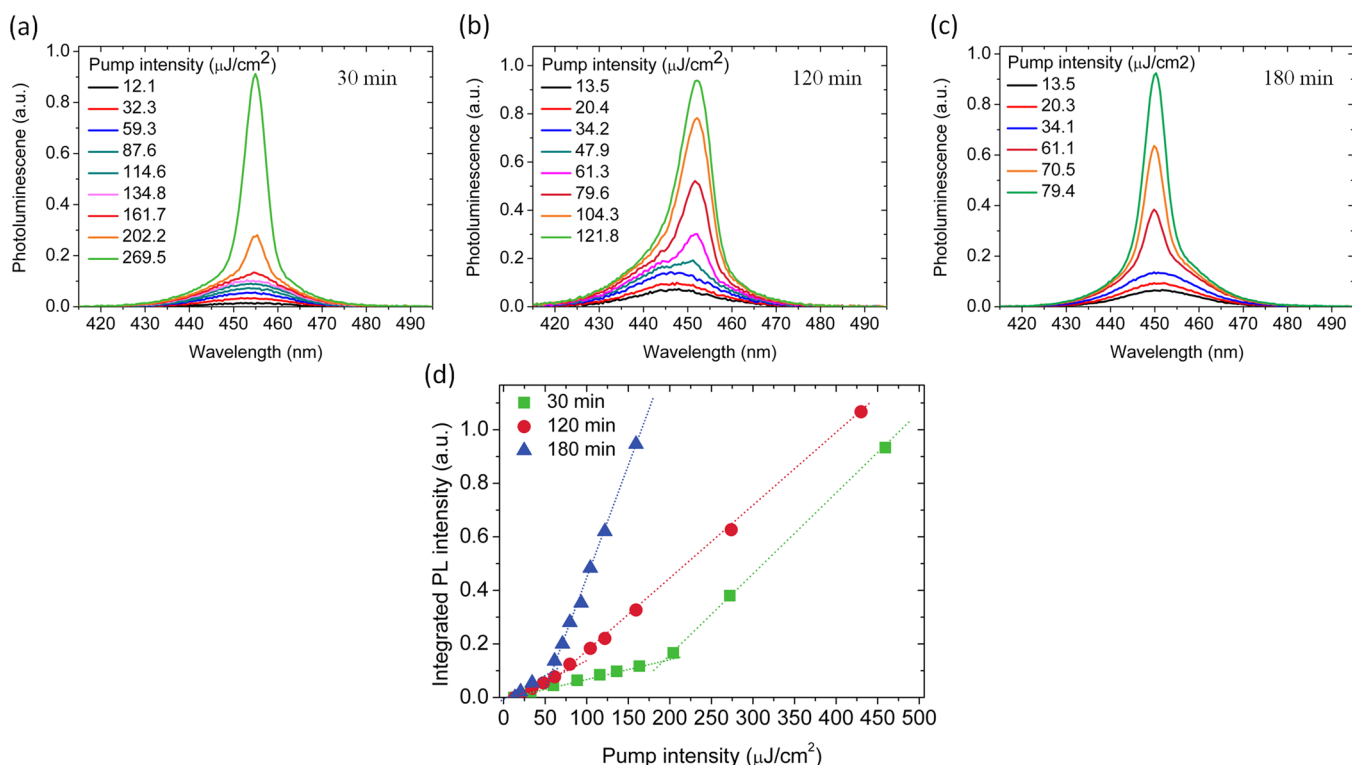 (a)
1.0
0.8
0.6
0.4
0.2
0.0
Photoluminescene (a.u.)
Pump intensity (μJ/cm²)
30 min
12.1
32.3
59.3
87.6
114.6
134.8
161.7
202.2
269.5
420 430 440 450 460 470 480 490
Wavelength (nm)
(b)
1.0
0.8
0.6
0.4
0.2
0.0
Photoluminescence (a.u.)
Pump intensity (μJ/cm2)
120 min
13.5
20.4
34.2
47.9
61.3
79.6
104.3
121.8
420 430 440 450 460 470 480 490
Wavelength (nm)
(c)
1.0
0.8
0.6
0.4
0.2
0.0
Photoluminescence (a.u.)
Pump intensity (μJ/cm2)
180 min
13.5
20.3
34.1
61.1
70.5
79.4
420 430 440 450 460 470 480 490
Wavelength (nm)
(d)
1.0
0.8
0.6
0.4
0.2
0.0
Integrated PL intensity (a.u.)
30 min
120 min
180 min
0 50 100 150 200 250 300 350 400 450 500
Pump intensity (μJ/cm²)